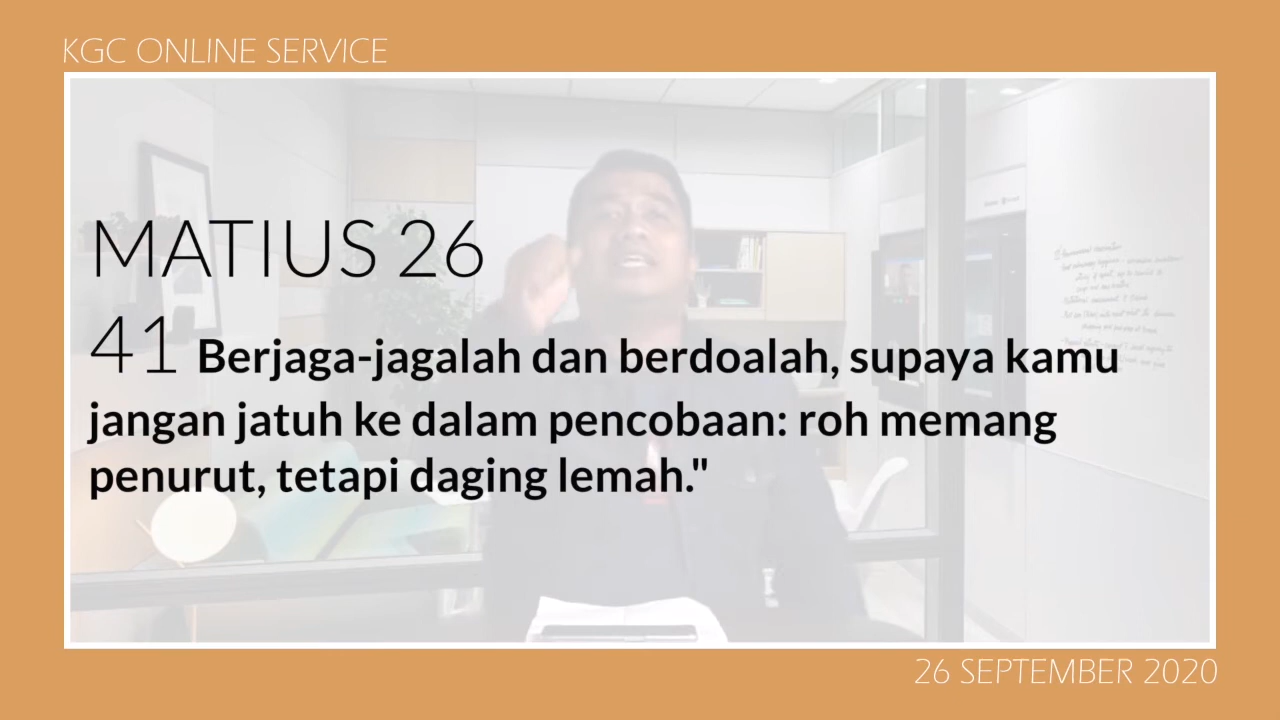 KGC ONLINE SERVICE
MATIUS 26
41 Berjaga-jagalah dan berdoalah, supaya kamu
jangan jatuh ke dalam pencobaan: roh memang
penurut, tetapi daging lemah."
26 SEPTEMBER 2020